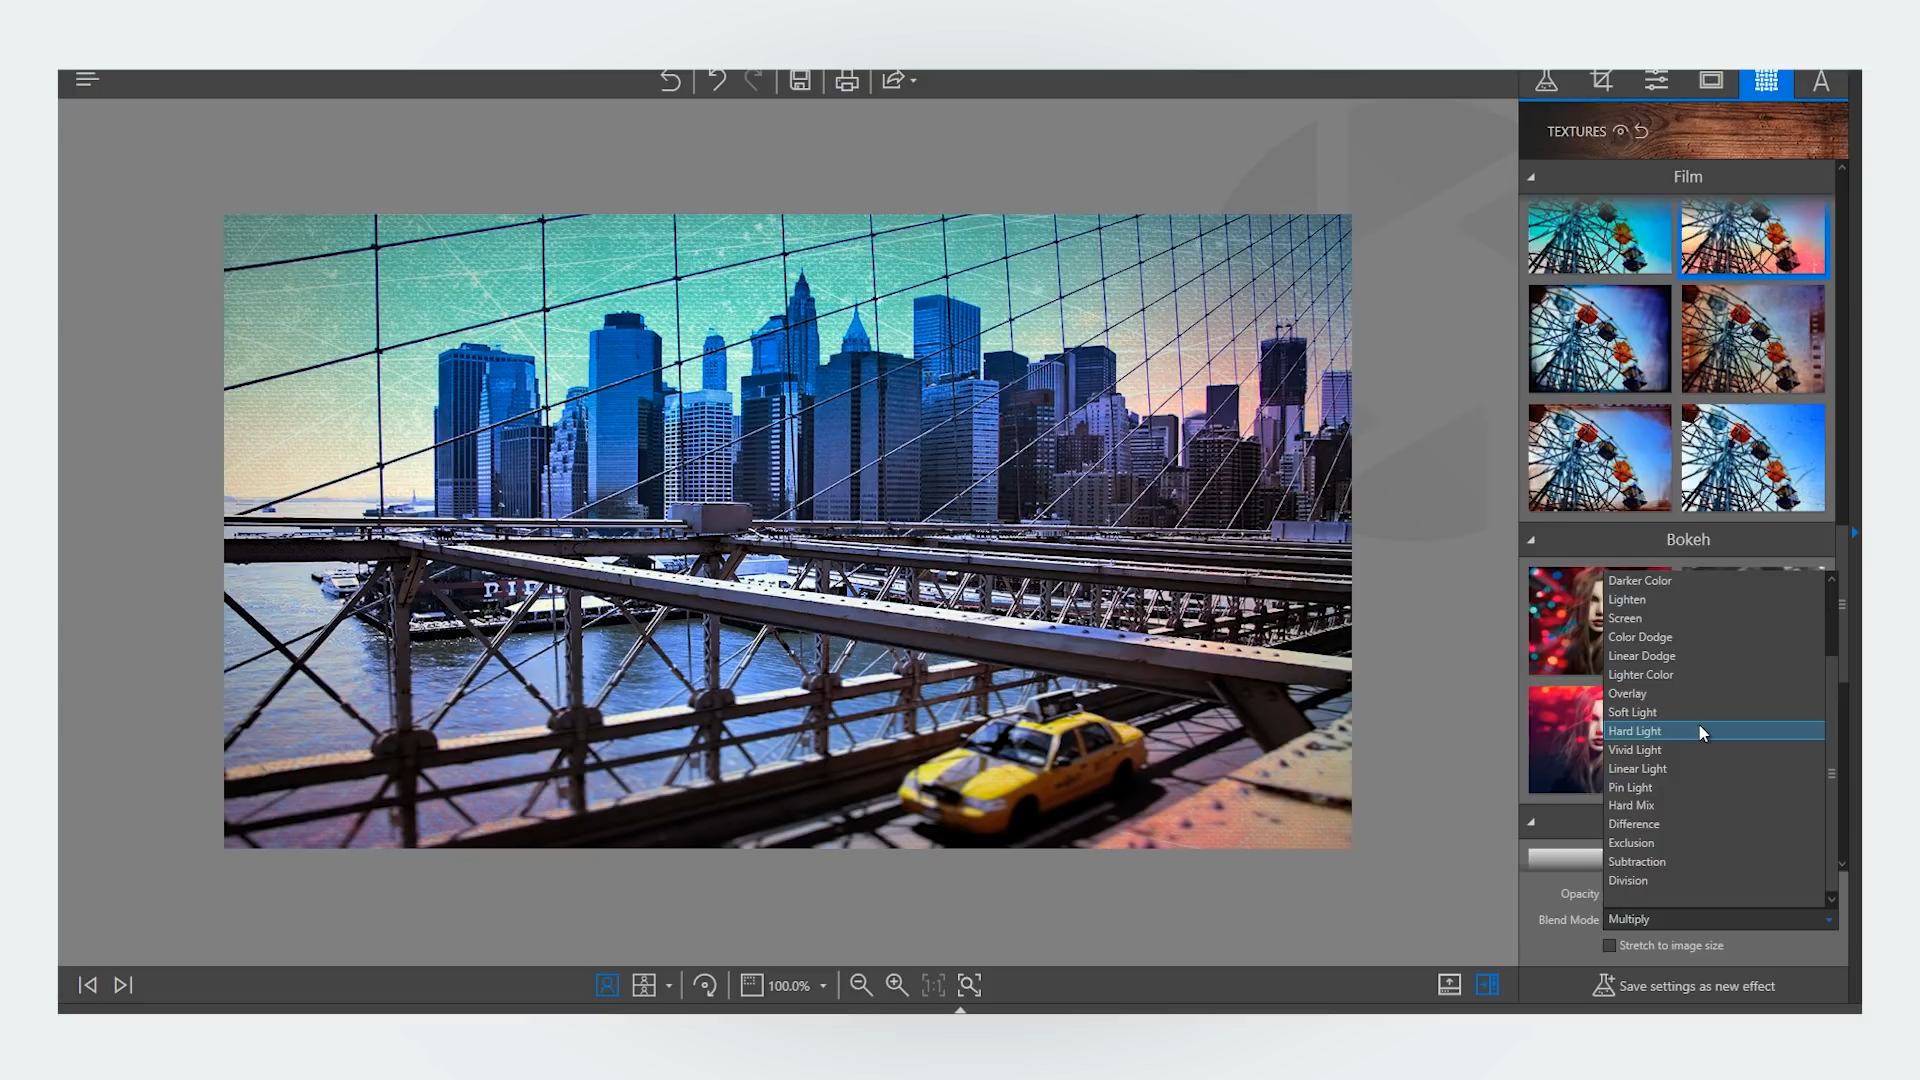 TEXTURES
Film
Bokeh
Darker Color
Lighten
Screen
Color Dodge
Linear Dodge
Lighter Color
Overlay
Soft Light
Hard Light
Vivid Light
Linear Light
Pin Light
Hard Mix
Difference
Exclusion
Subtraction
Division
Opacity
Blend Mode Multiply
Stretch to image size
100.0%
1:1
Save settings as new effect